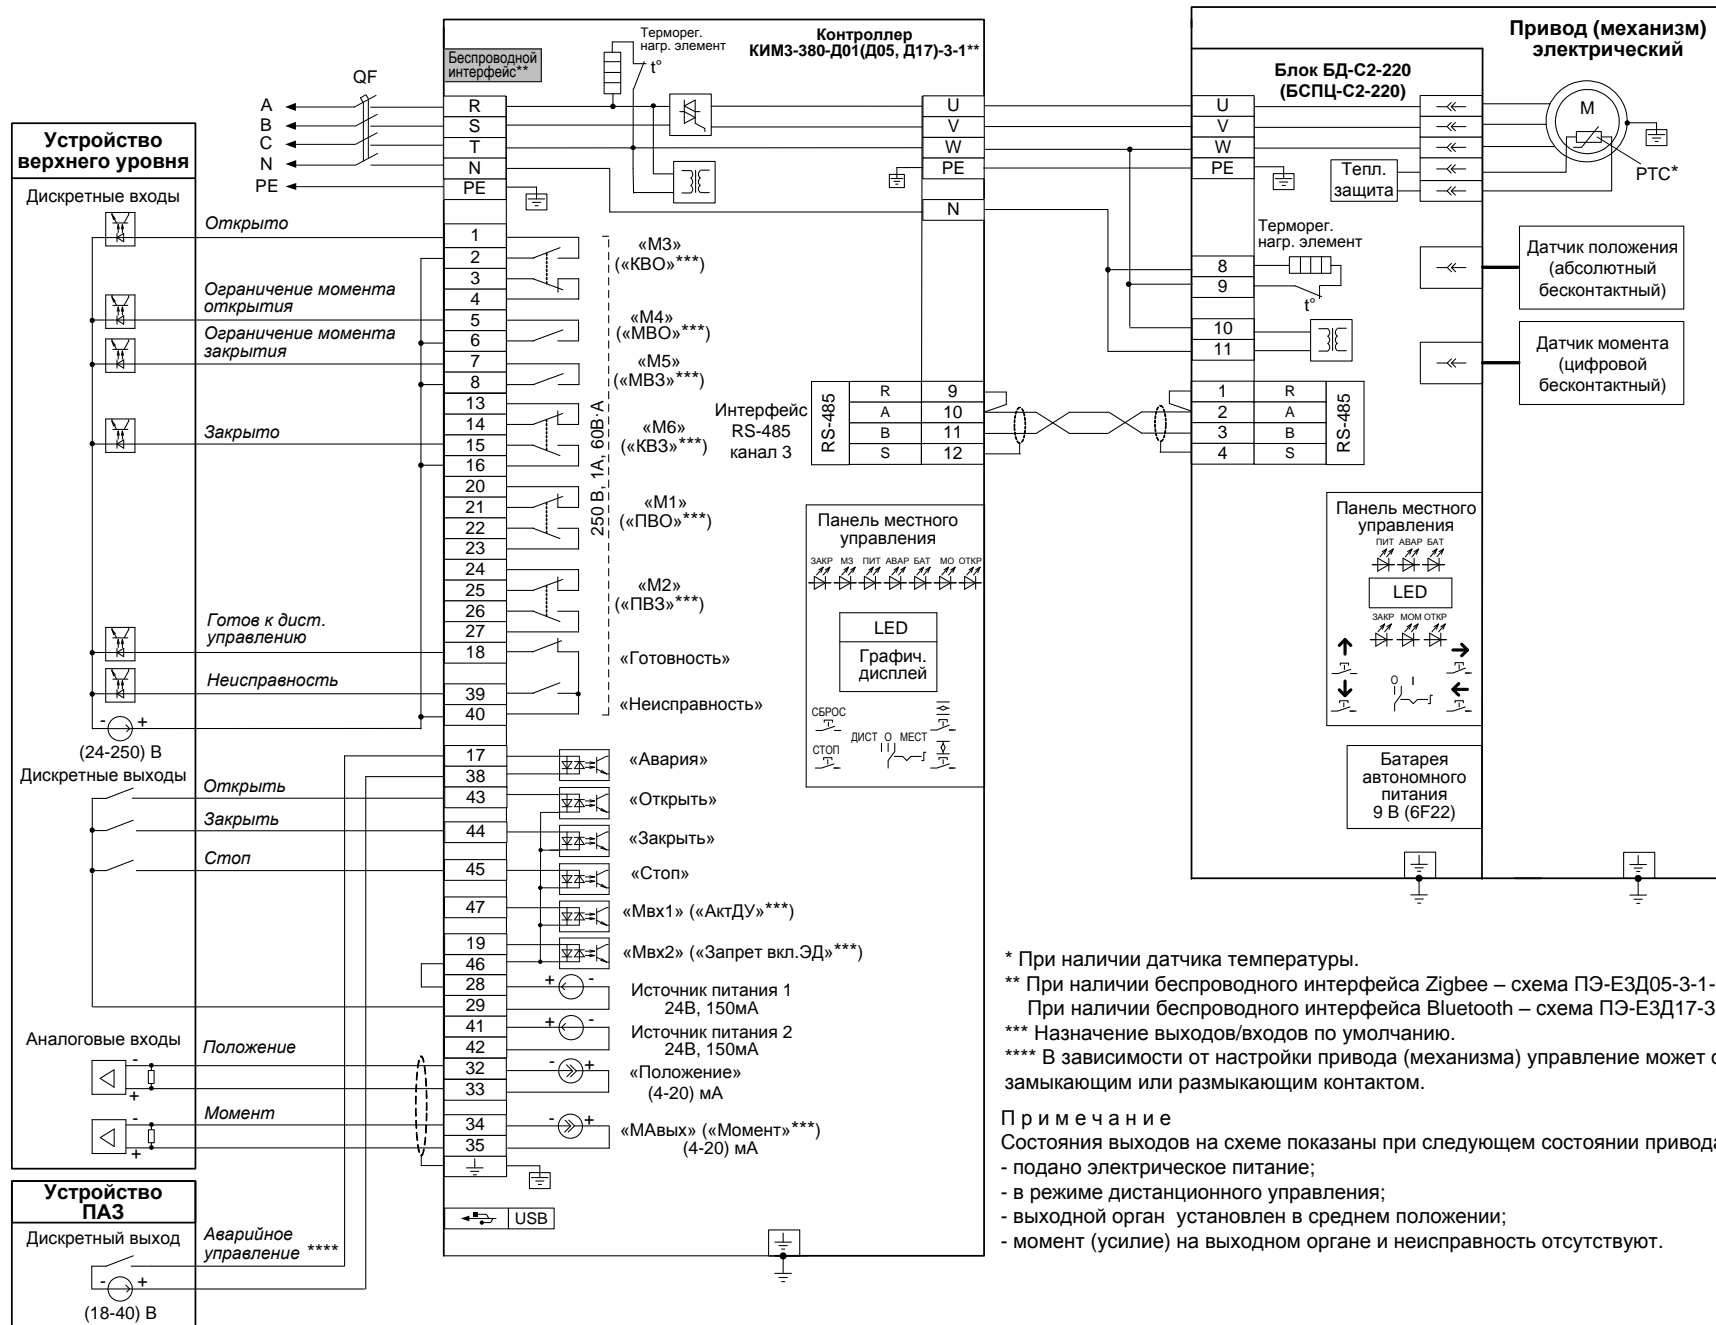 Устройство
верхнего уровня
Дискретные входы
(24-250) В
Дискретные выходы
Аналоговые входы
Устройство
ПАЗ
Дискретный выход
(18-40) В
QF
A
B
C
N
PE
Открыто
Ограничение момента
открытия
Ограничение момента
закрытия
Закрыто
Готов к дист.
управлению
Неисправность
Открыть
Закрыть
Стоп
Положение
Момент
Аварийное
управление ****
Контроллер
КИМ3-380-Д01(Д05, Д17)-3-1**
Беспроводной
интерфейс**
Терморег.
нагр. элемент
t°
R
S
T
N
PE
1
2
3
4
5
6
7
8
13
14
15
16
20
21
22
23
24
25
26
27
18
39
40
17
38
43
44
45
47
19
46
28
29
41
42
32
33
34
35
USB
«М3»
(«КВО»***)
«М4»
(«МВО»***)
«М5»
(«МВЗ»***)
«М6»
(«КВЗ»***)
«М1»
(«ПВО»***)
«М2»
(«ПВЗ»***)
250 В, 1А, 60В·А
«Готовность»
«Неисправность»
«Авария»
«Открыть»
«Закрыть»
«Стоп»
«Мвх1» («АктДУ»***)
«Мвх2» («Запрет вкл.ЭД»***)
+ -
Источник питания 1
24В, 150мА
+ -
Источник питания 2
24В, 150мА
- +
«Положение»
(4-20) мА
- +
«МАвых» («Момент»***)
(4-20) мА
U
V
W
PE
N
Интерфейс
RS-485
канал 3
RS-485
R 9
A 10
B 11
S 12
Панель местного
управления
ЗАКР МЗ ПИТ АВАР БАТ МО ОТКР
LED
Графич.
дисплей
СБРОС
СТОП
ДИСТ О МЕСТ
Привод (механизм)
электрический
Блок БД-С2-220
(БСПЦ-С2-220)
U
V
W
PE
Тепл.
защита
M
PTC*
Терморег.
нагр. элемент
t°
8
9
10
11
1 R
2 A
3 B
4 S
RS-485
Датчик положения
(абсолютный
бесконтактный)
Датчик момента
(цифровой
бесконтактный)
Панель местного
управления
ПИТ АВАР БАТ
LED
ЗАКР МОМ ОТКР
О I
Батарея
автономного
питания
9 В (6F22)
* При наличии датчика температуры.
** При наличии беспроводного интерфейса Zigbee – схема ПЭ-Е3Д05-3-1-
При наличии беспроводного интерфейса Bluetooth – схема ПЭ-Е3Д17-3
*** Назначение выходов/входов по умолчанию.
**** В зависимости от настройки привода (механизма) управление может о
замыкающим или размыкающим контактом.
П р и м е ч а н и е
Состояния выходов на схеме показаны при следующем состоянии привода
- подано электрическое питание;
- в режиме дистанционного управления;
- выходной орган установлен в среднем положении;
- момент (усилие) на выходном органе и неисправность отсутствуют.